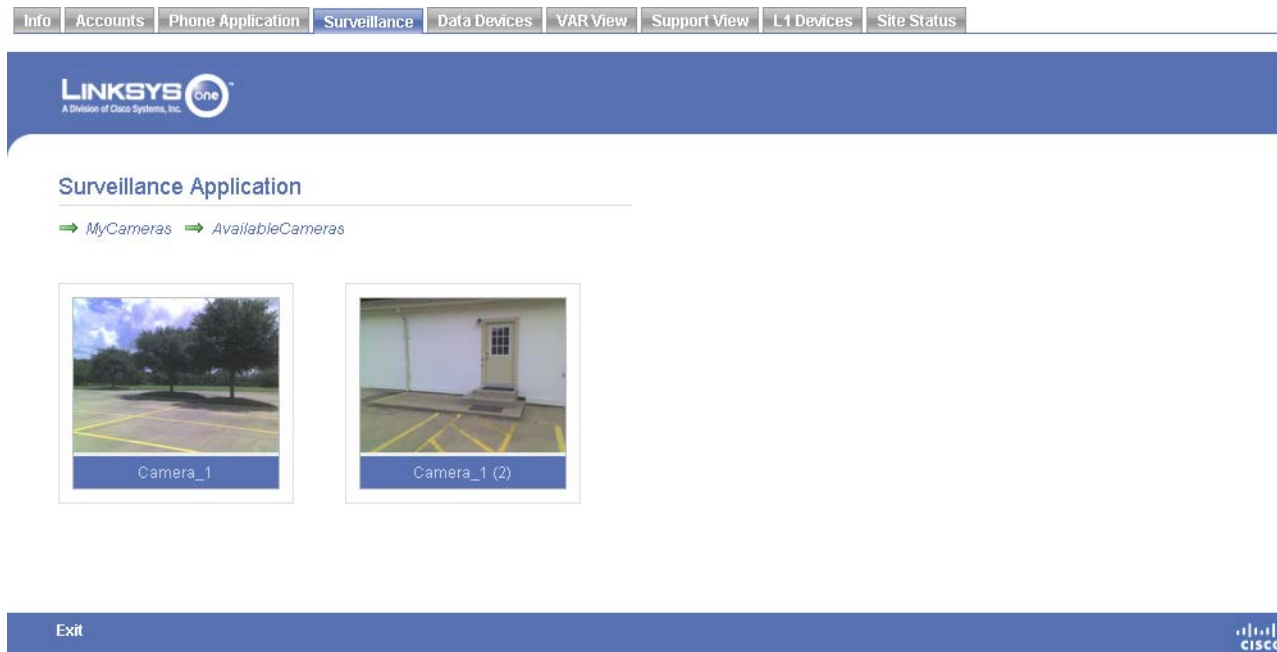 Info Accounts Phone Application Surveillance Data Devices VAR View Support View L1 Devices Site Status
LINKSYS one™
A Division of Cisco Systems, Inc.
Surveillance Application
MyCameras AvailableCameras
Camera_1 Camera_1 (2)
Exit
CISCO